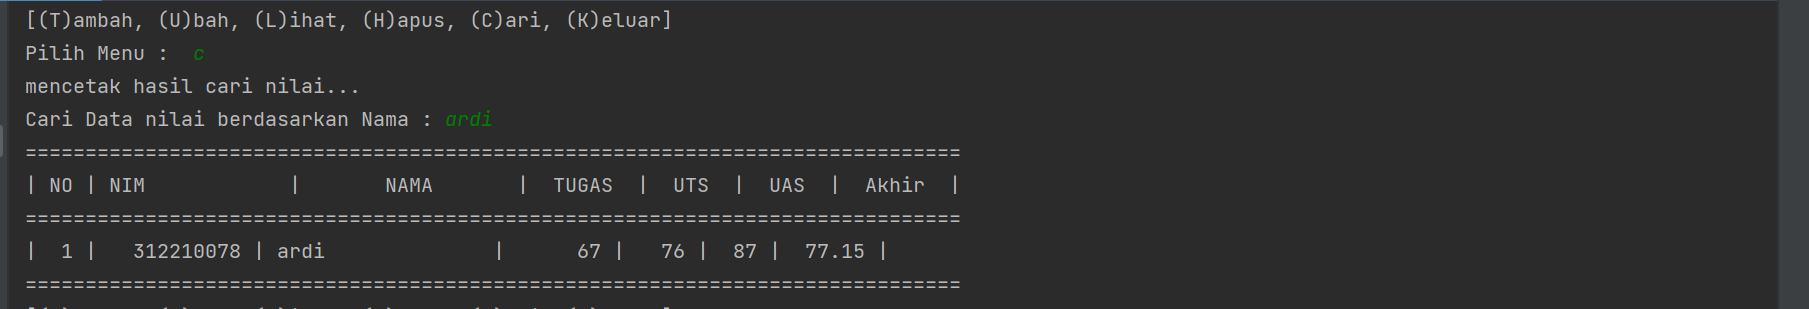 [(T)ambah, (U)bah, (L)ihat, (H)apus, (C)ari, (K)eluar]
Pilih Menu :  c
mencetak hasil cari nilai...
Cari Data nilai berdasarkan Nama : ardi
==============================================================================
| NO | NIM            |       NAMA       |  TUGAS  |  UTS  |  UAS  |  Akhir  |
==============================================================================
|  1 |   312210078 | ardi              |      67 |   76 |  87 |  77.15 |
==============================================================================